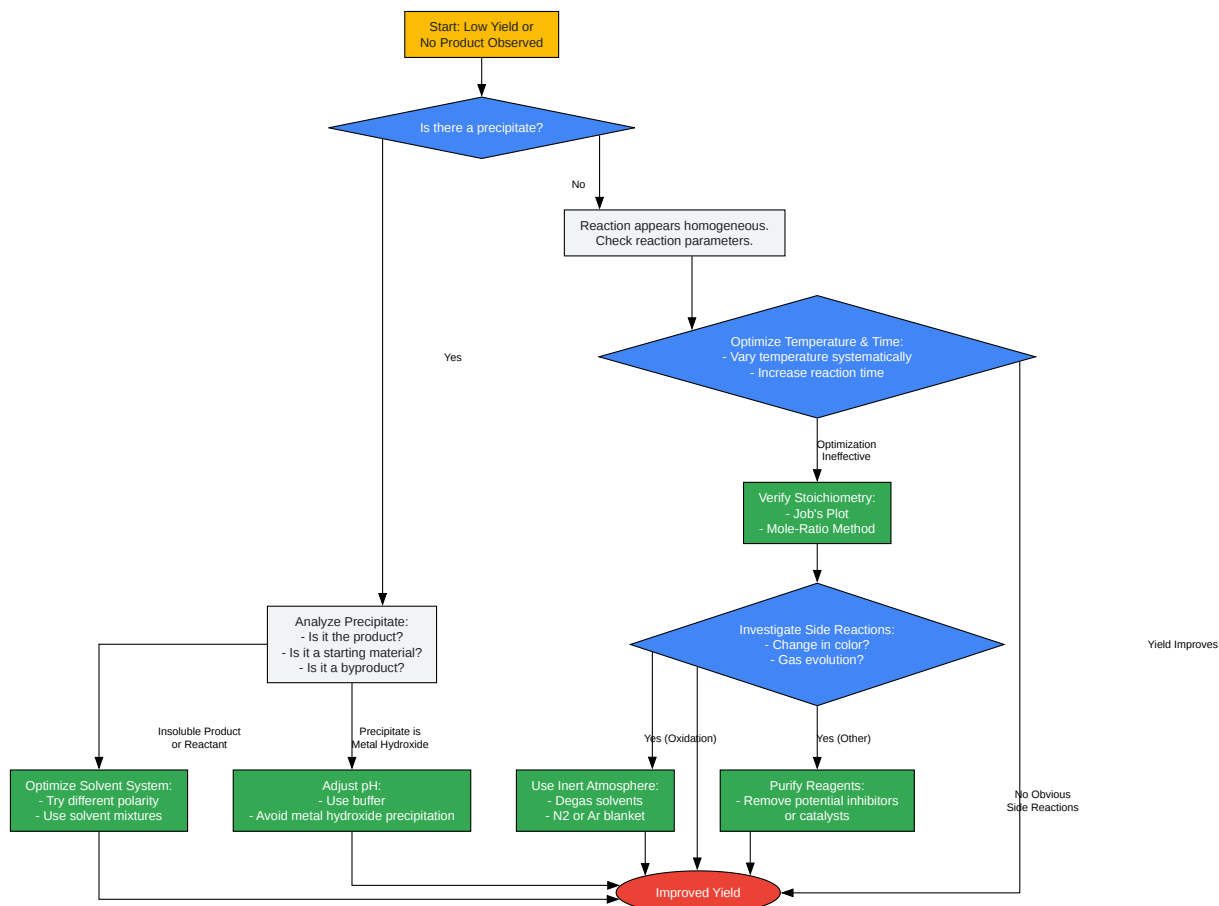 Start: Low Yield or
No Product Observed
Is there a precipitate?
No
Reaction appears homogeneous.
Check reaction parameters.
Yes
Optimize Temperature & Time:
- Vary temperature systematically
- Increase reaction time
Optimization
Ineffective
Verify Stoichiometry:
- Job's Plot
- Mole-Ratio Method
Analyze Precipitate:
- Is it the product?
- Is it a starting material?
- Is it a byproduct?
Investigate Side Reactions:
- Change in color?
- Gas evolution?
Yield Improves
Insoluble Product
or Reactant
Precipitate is
Metal Hydroxide
Yes (Oxidation)
Yes (Other)
Optimize Solvent System:
- Try different polarity
- Use solvent mixtures
Adjust pH:
- Use buffer
- Avoid metal hydroxide precipitation
Use Inert Atmosphere:
- Degas solvents
- N2 or Ar blanket
Purify Reagents:
- Remove potential inhibitors
or catalysts
No Obvious
Side Reactions
Improved Yield